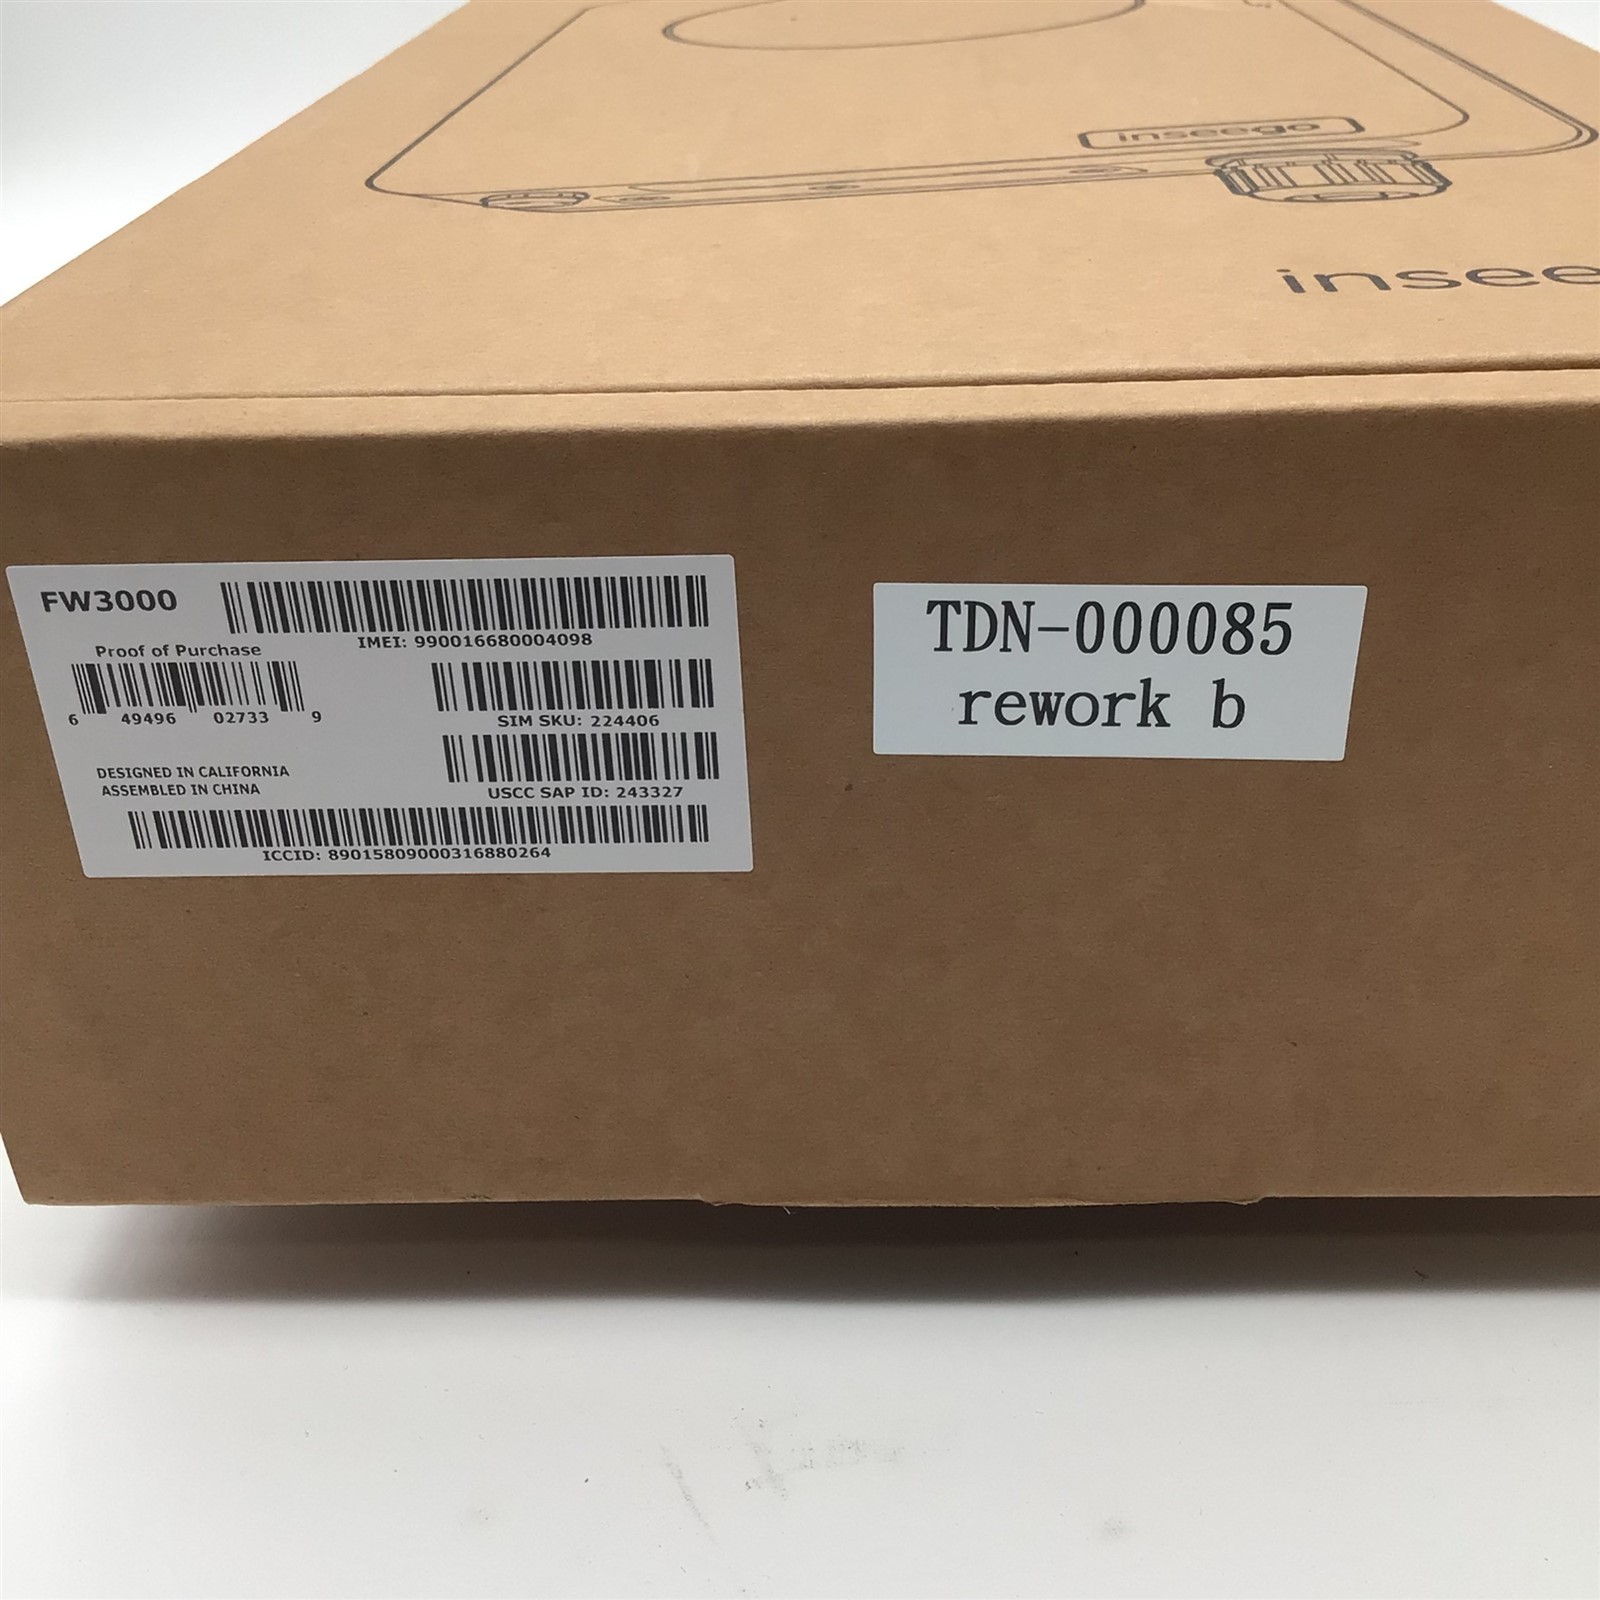 inseego
insee
FW3000
IMEI: 990016680004098
Proof of Purchase
6 49496 02733 9
SIM SKU: 224406
DESIGNED IN CALIFORNIA
ASSEMBLED IN CHINA
USCC SAP ID: 243327
ICCID: 89015809000316880264
TDN-000085
rework b